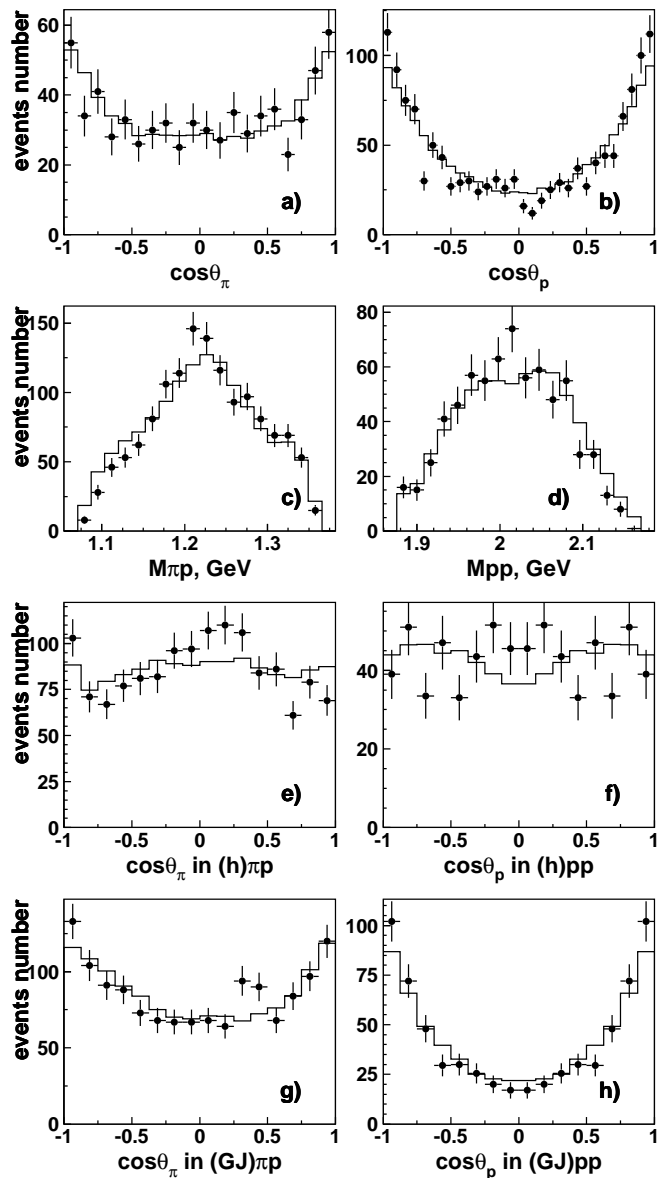 events number
60
40
20
0
a)
-1 -0.5 0 0.5 1
cosθπ
100
50
0
b)
-1 -0.5 0 0.5 1
cosθp
events number
150
100
50
0
c)
1.1 1.2 1.3
Mπp, GeV
80
60
40
20
0
d)
1.9 2 2.1
Mpp, GeV
events number
100
75
50
25
0
e)
-1 -0.5 0 0.5 1
cosθπ in (h)πp
40
20
0
f)
-1 -0.5 0 0.5 1
cosθp in (h)pp
events number
100
50
0
g)
-1 -0.5 0 0.5 1
cosθπ in (GJ)πp
100
75
50
25
0
h)
-1 -0.5 0 0.5 1
cosθp in (GJ)pp